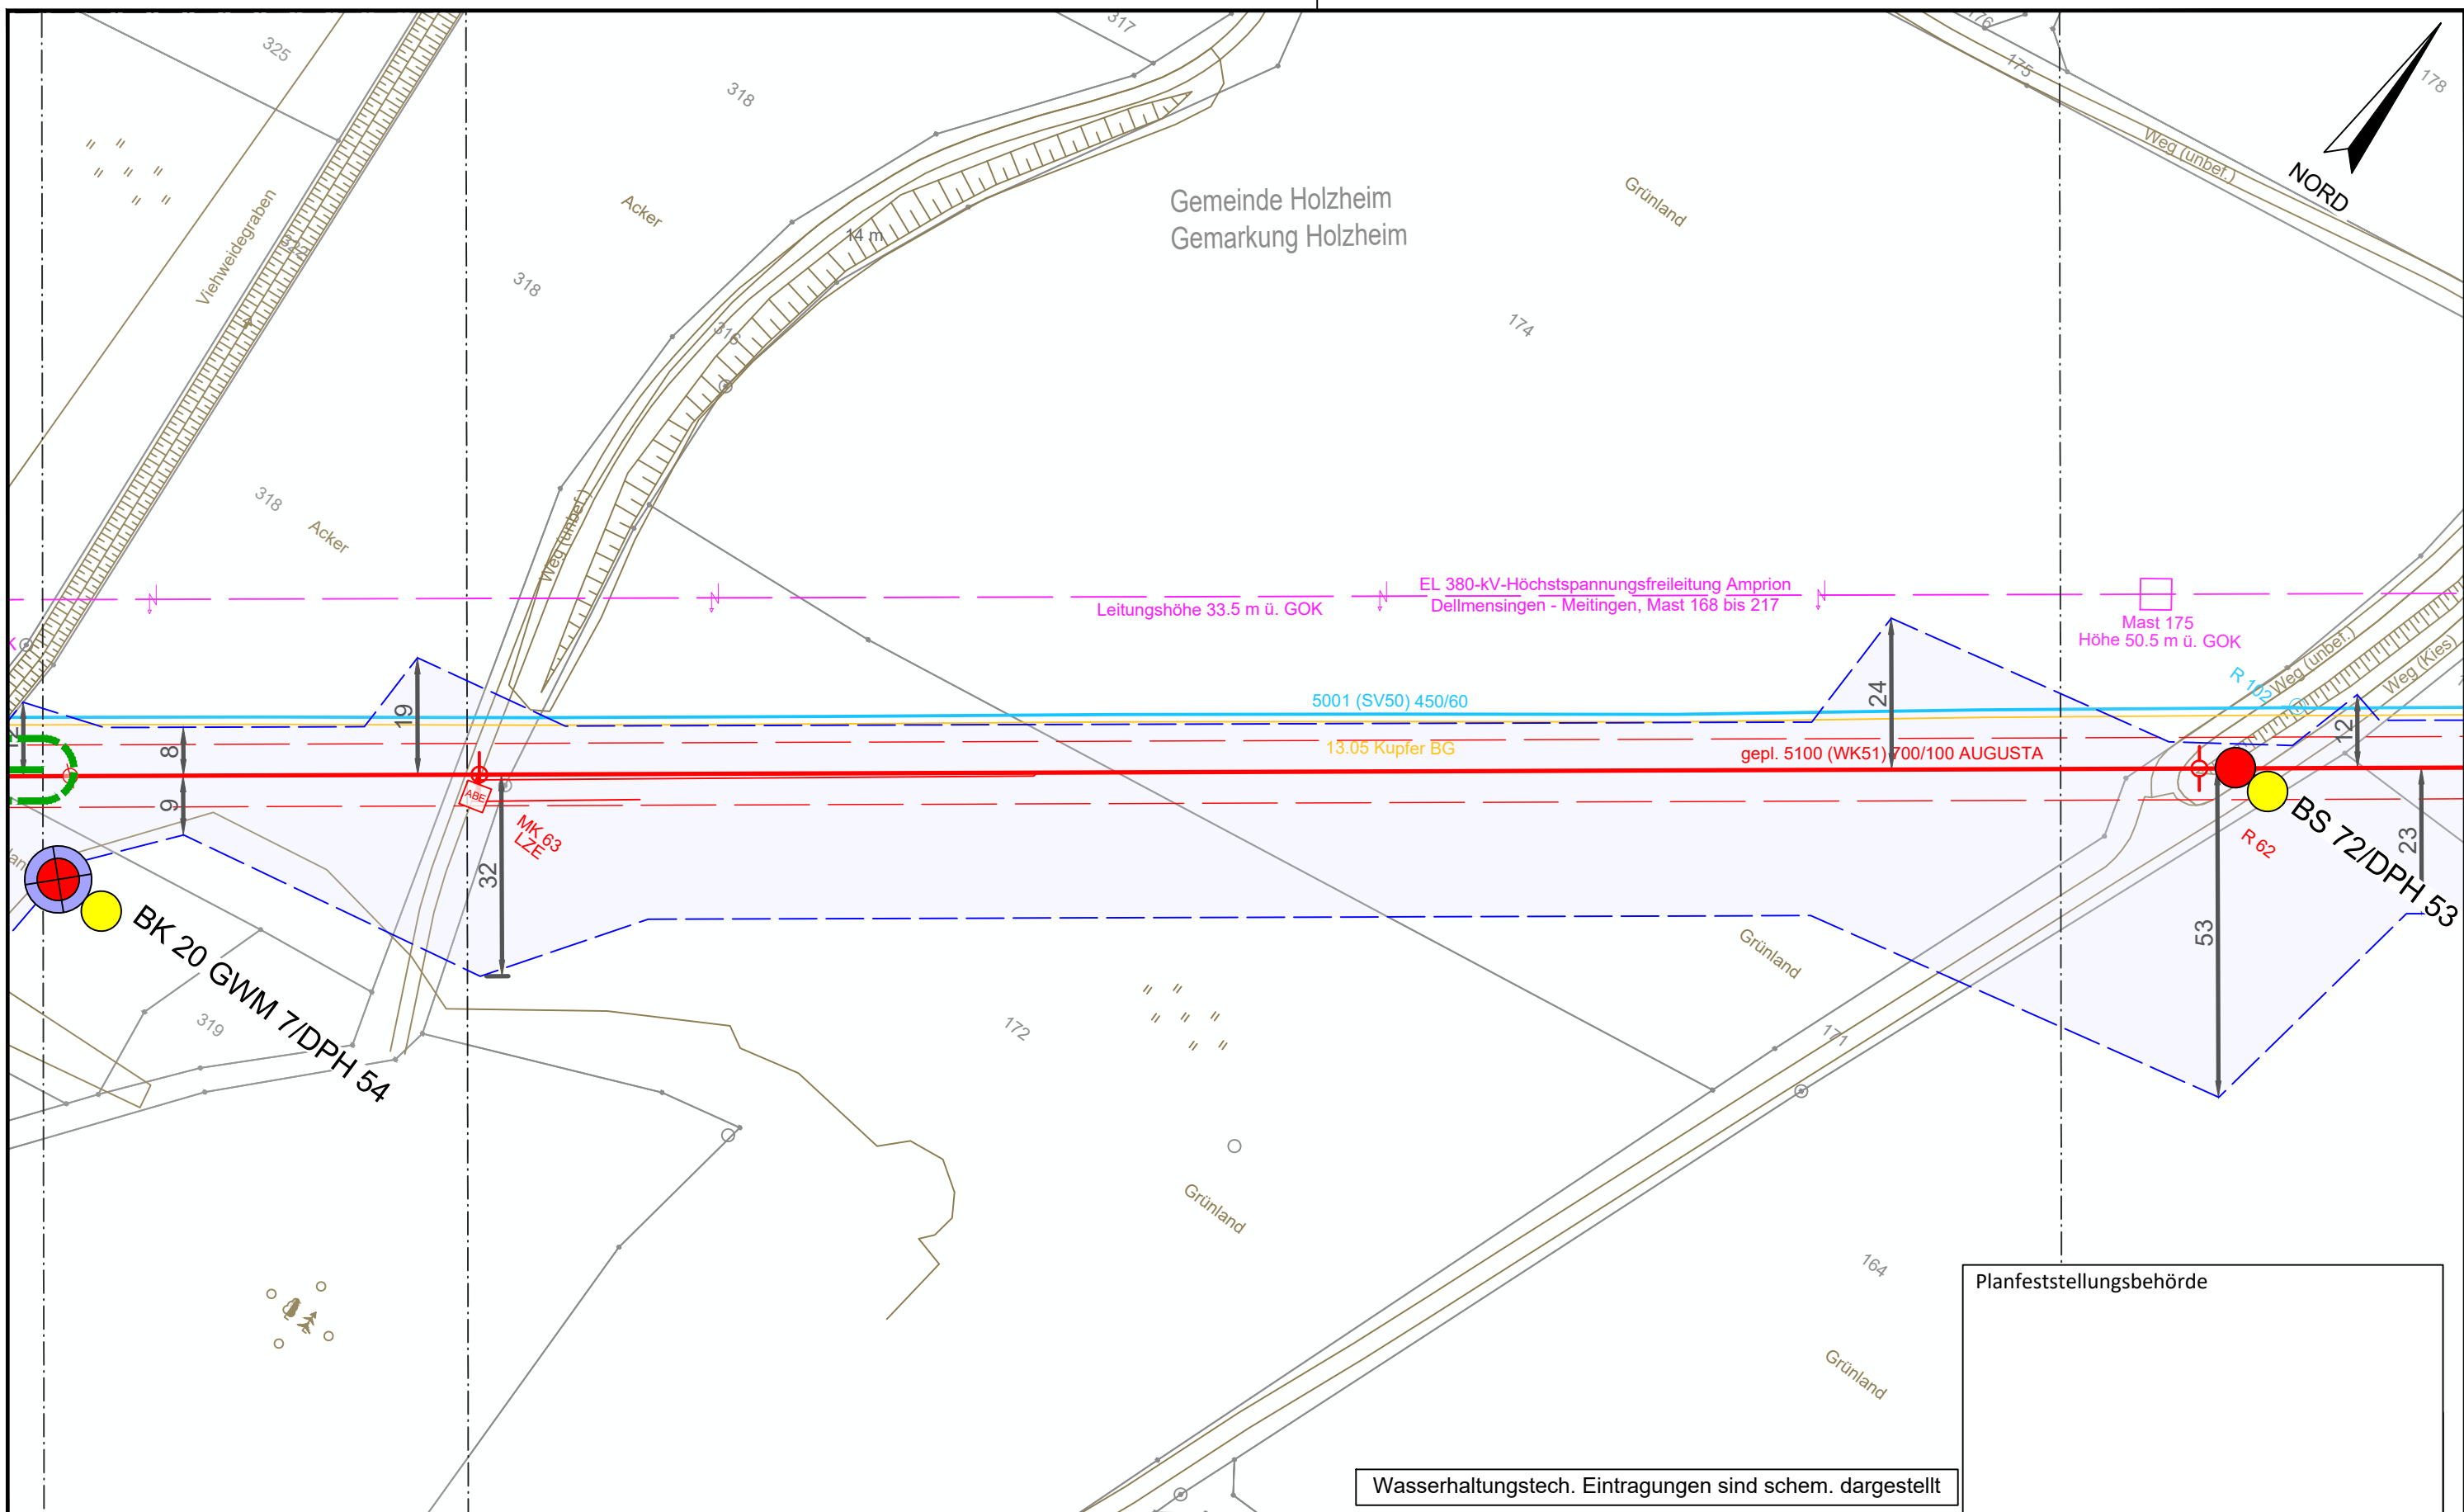 317
176
325
175
178
318
Weg (unbef.)
NORD
Gemeinde Holzheim
Gemarkung Holzheim
Grünland
Acker
Viehweidegraben
14 m
318
316
174
318
Acker
Weg (unbef.)
EL 380-kV-Höchstspannungsfreileitung Amprion
Dellmensingen - Meitingen, Mast 168 bis 217
Leitungshöhe 33.5 m ü. GOK
Mast 175
Höhe 50.5 m ü. GOK
K
Weg (unbef.)
Weg (Kies)
R 102
5001 (SV50) 450/60
24
19
12
8
13.05 Kupfer BG
gepl. 5100 (WK51) 700/100 AUGUSTA
ABE
9
MK 63
LZE
32
R 62
BS 72/DPH 53
23
53
BK 20 GWM 7/DPH 54
Grünland
319
172
171
Grünland
164
Grünland
Planfeststellungsbehörde
Wasserhaltungstech. Eintragungen sind schem. dargestellt